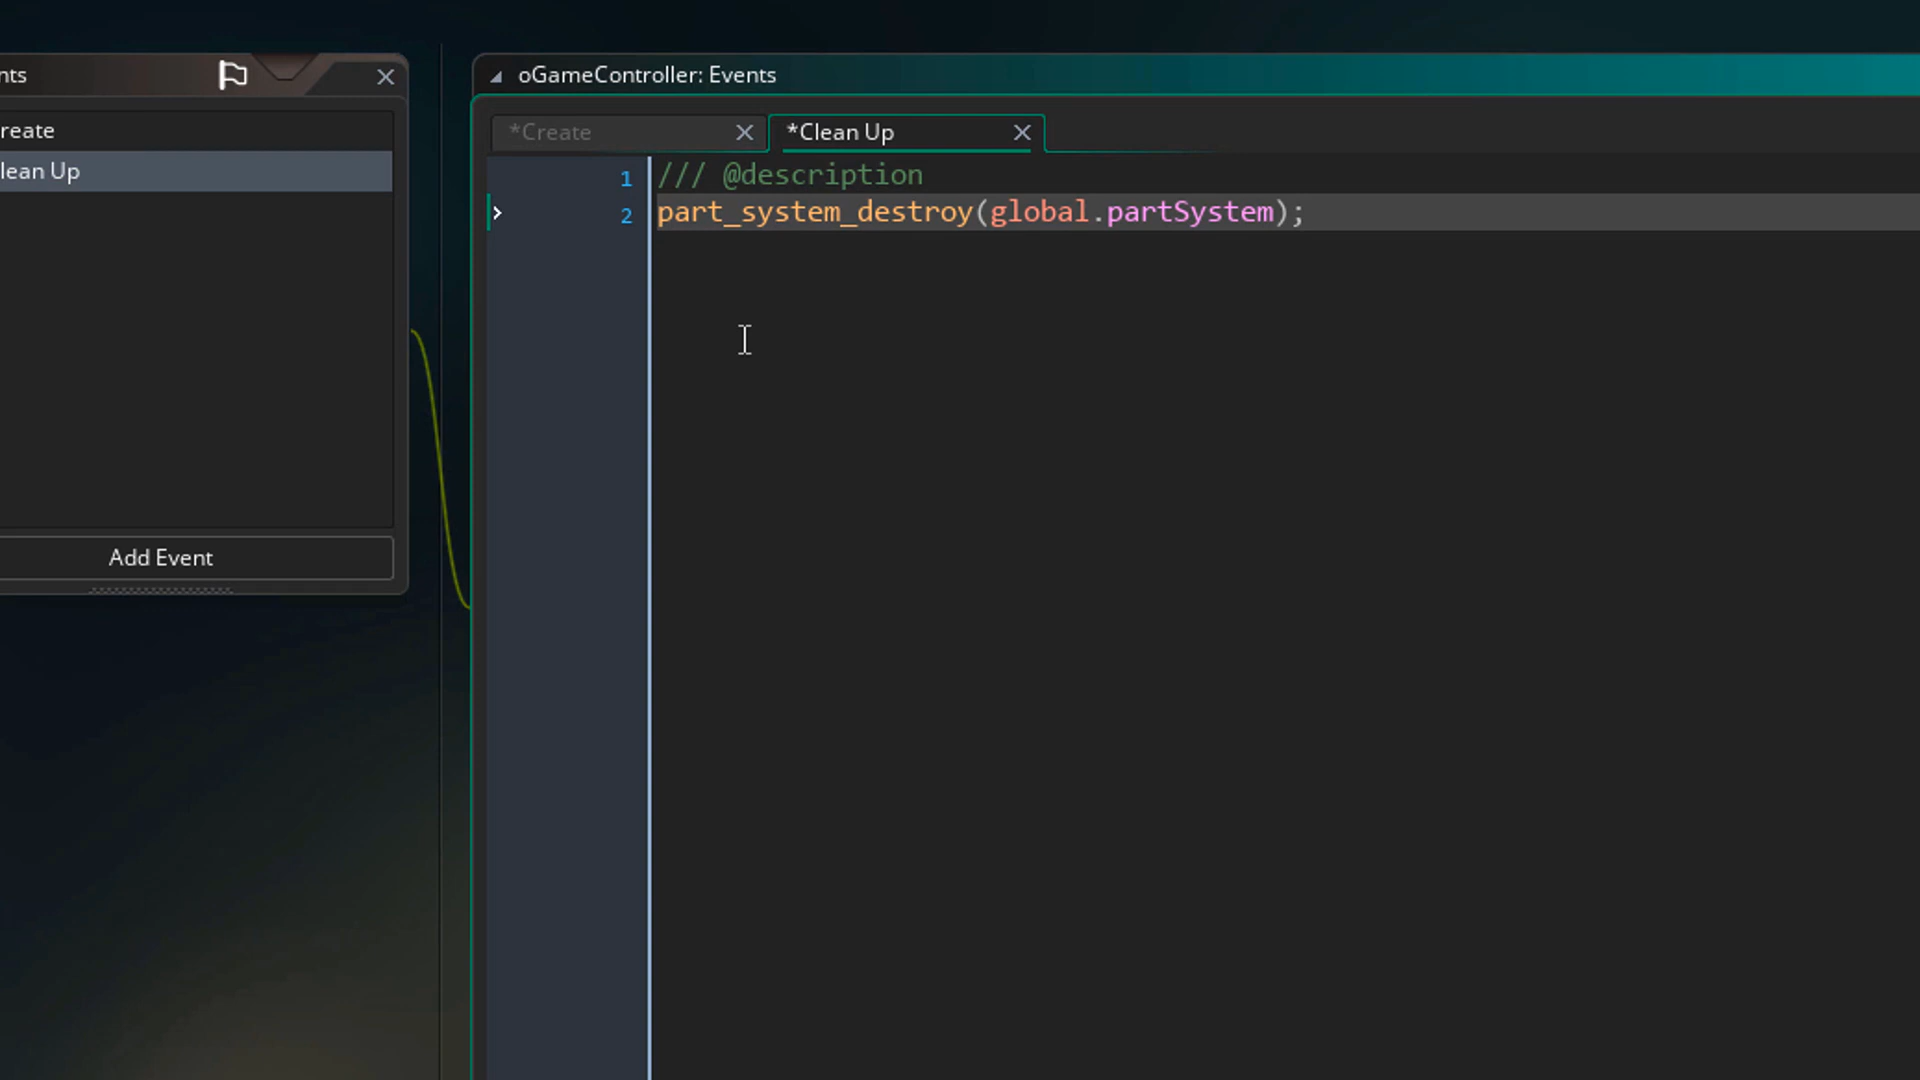 nts
reate
lean Up
Add Event
oGameController: Events
*Create
*Clean Up
1 /// @description
2 part_system_destroy(global.partSystem);